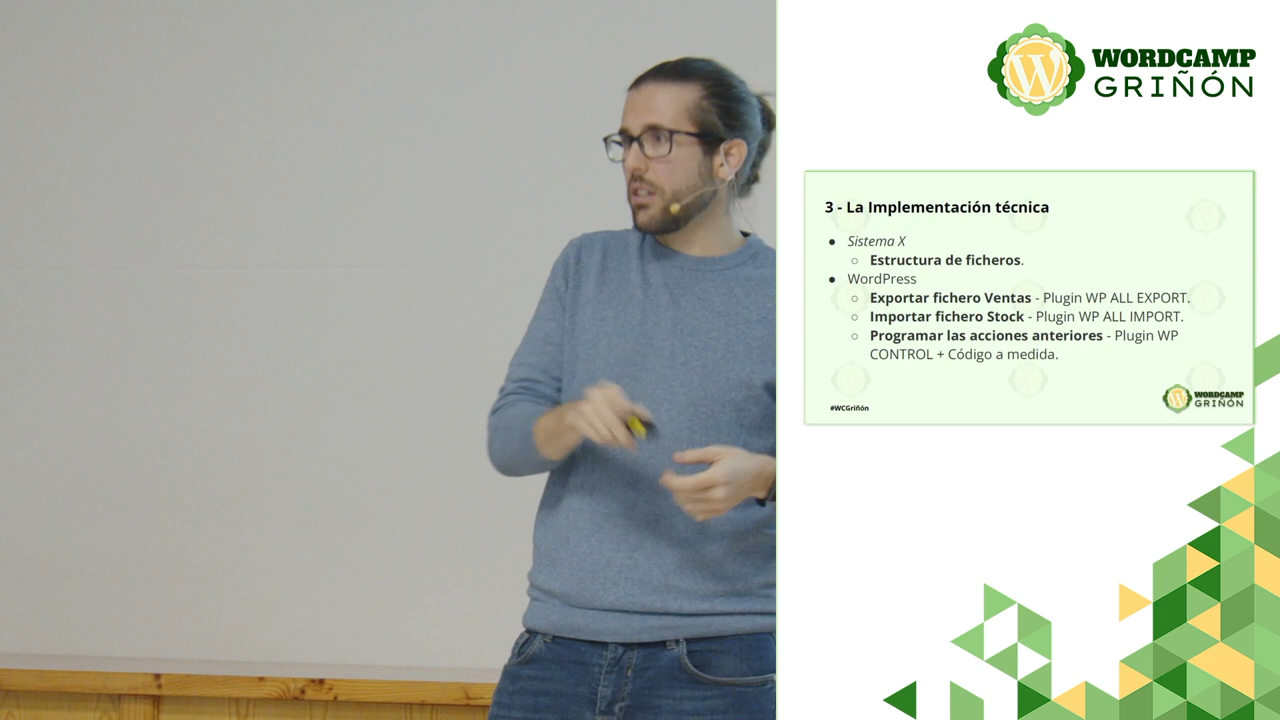 WORDCAMP
GRIÑÓN
3 - La Implementación técnica
● Sistema X
○ Estructura de ficheros.
● WordPress
○ Exportar fichero Ventas - Plugin WP ALL EXPORT.
○ Importar fichero Stock - Plugin WP ALL IMPORT.
○ Programar las acciones anteriores - Plugin WP
CONTROL + Código a medida.
#WCGriñón
WORDCAMP
GRIÑÓN